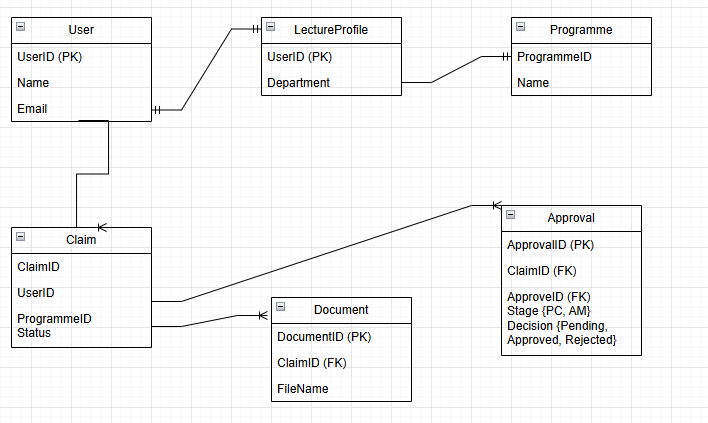 User
UserID (PK)
Name
Email
LectureProfile
UserID (PK)
Department
Programme
ProgrammeID
Name
Claim
ClaimID
UserID
ProgrammeID
Status
Document
DocumentID (PK)
ClaimID (FK)
FileName
Approval
ApprovalID (PK)
ClaimID (FK)
ApproveID (FK)
Stage {PC, AM}
Decision {Pending,
Approved, Rejected}